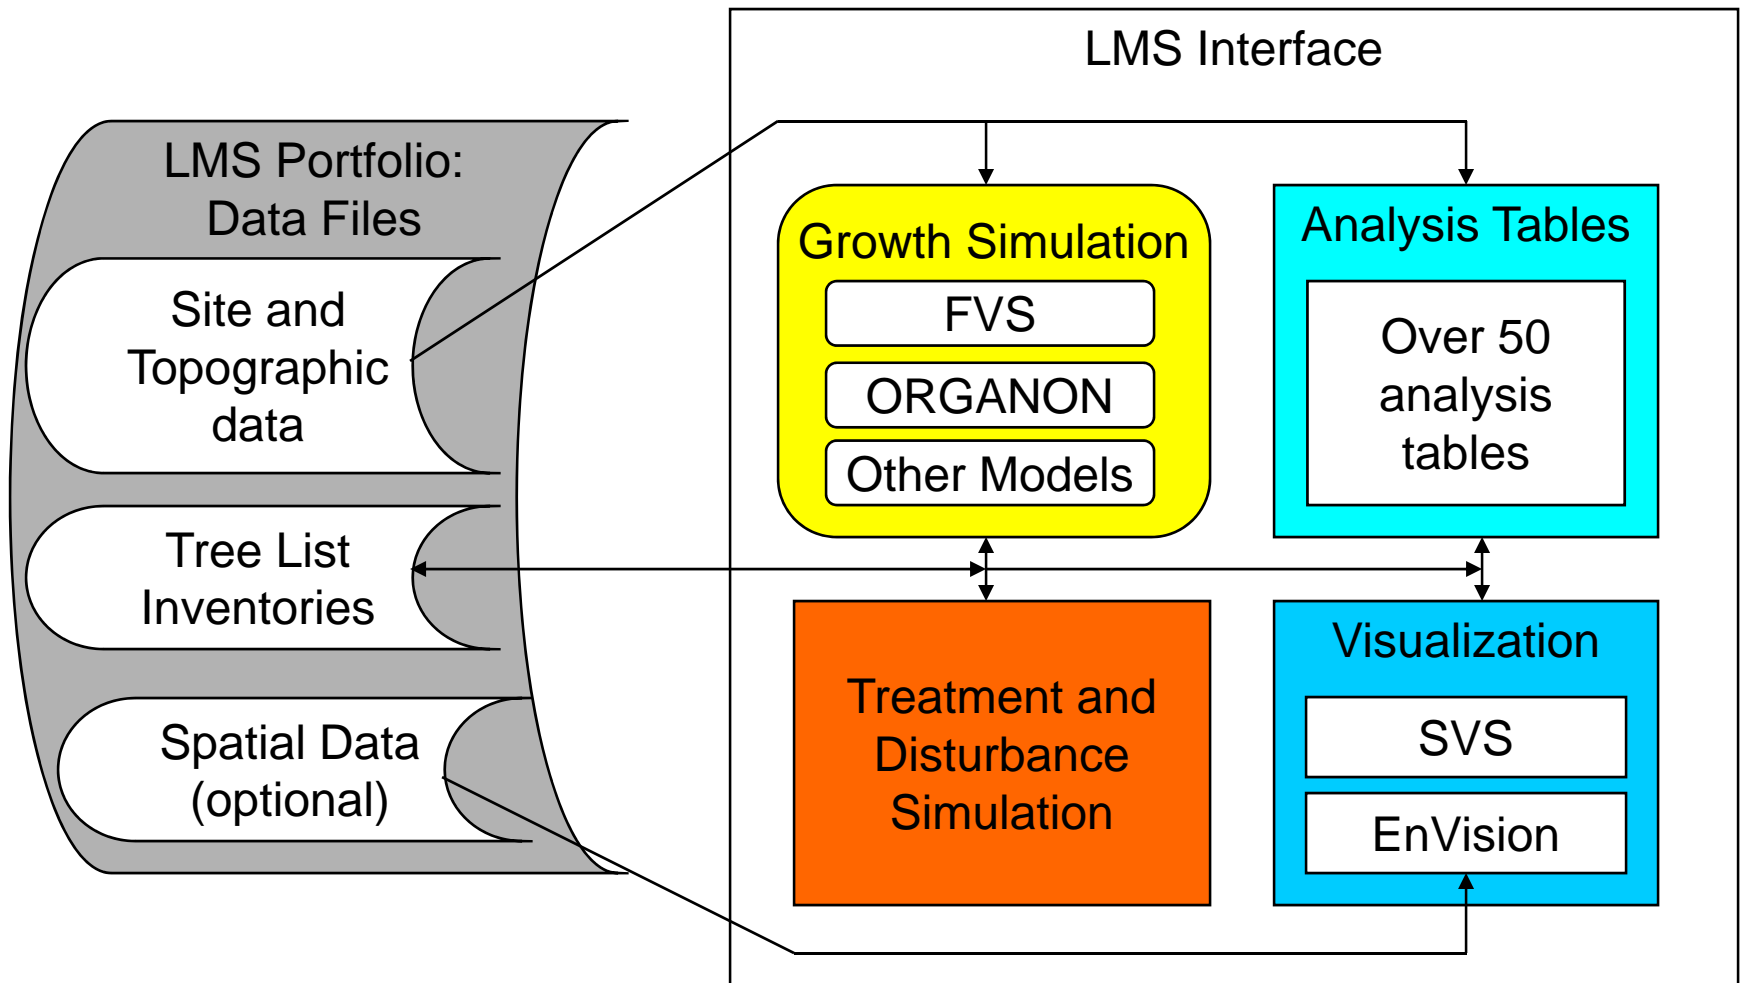 LMS Interface
LMS Portfolio:
Data Files
Site and
Topographic
data
Tree List
Inventories
Spatial Data
(optional)
Growth Simulation
FVS
ORGANON
Other Models
Analysis Tables
Over 50
analysis
tables
Treatment and
Disturbance
Simulation
Visualization
SVS
EnVision